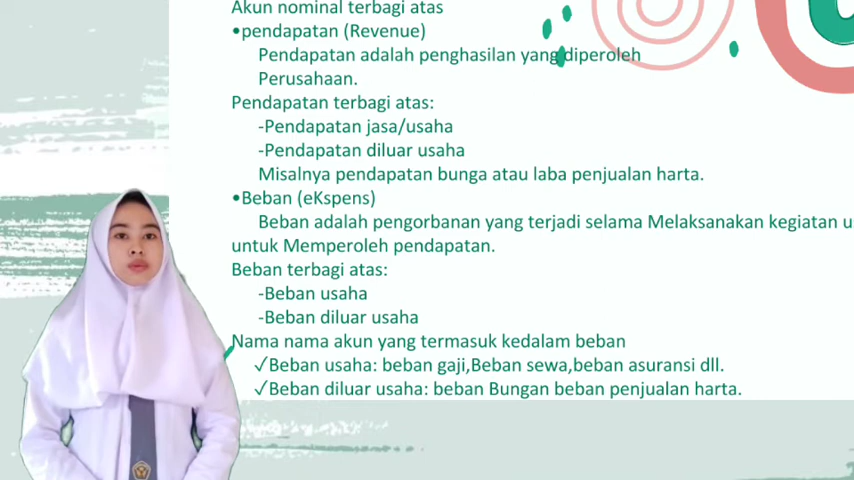 Akun nominal terbagi atas
•pendapatan (Revenue)
Pendapatan adalah penghasilan yang diperoleh
Perusahaan.
Pendapatan terbagi atas:
-Pendapatan jasa/usaha
-Pendapatan diluar usaha
Misalnya pendapatan bunga atau laba penjualan harta.
•Beban (eKspens)
Beban adalah pengorbanan yang terjadi selama Melaksanakan kegiatan
untuk Memperoleh pendapatan.
Beban terbagi atas:
-Beban usaha
-Beban diluar usaha
Nama nama akun yang termasuk kedalam beban
✓Beban usaha: beban gaji,Beban sewa,beban asuransi dll.
✓Beban diluar usaha: beban Bungan beban penjualan harta.